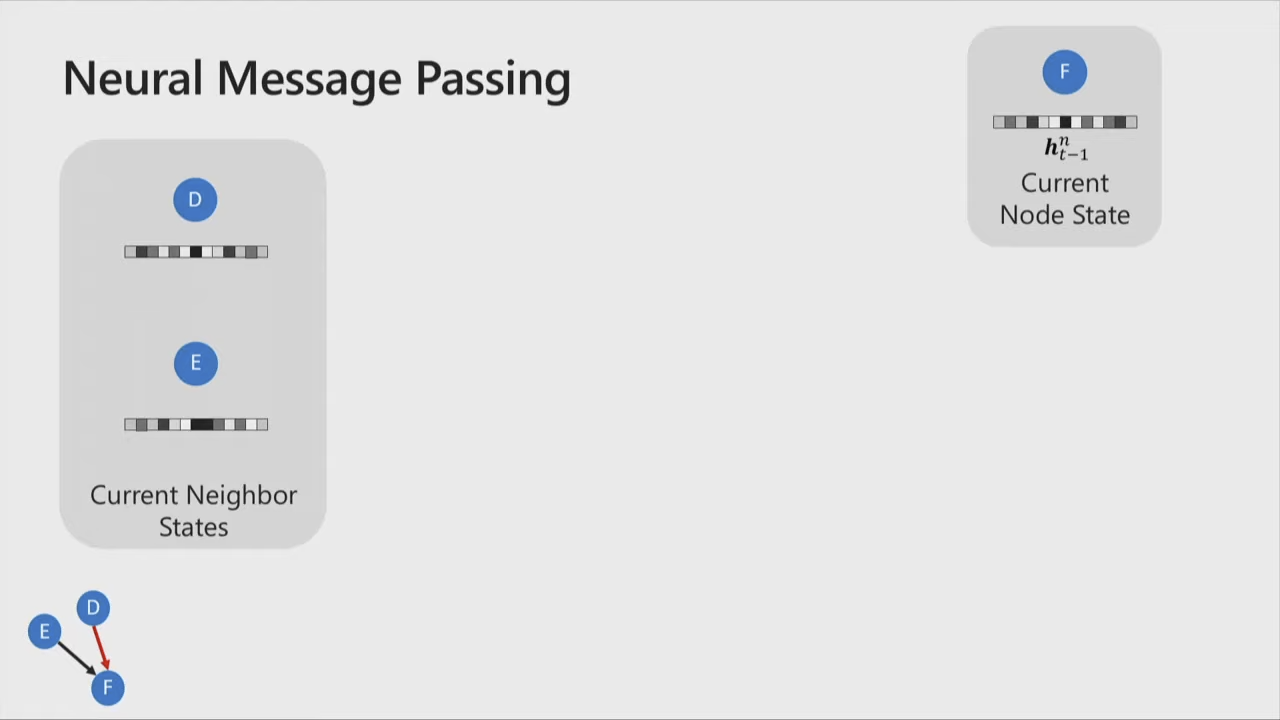 Neural Message Passing
F
h^n_{t-1}
Current
Node State
D
E
Current Neighbor
States
D
E
F